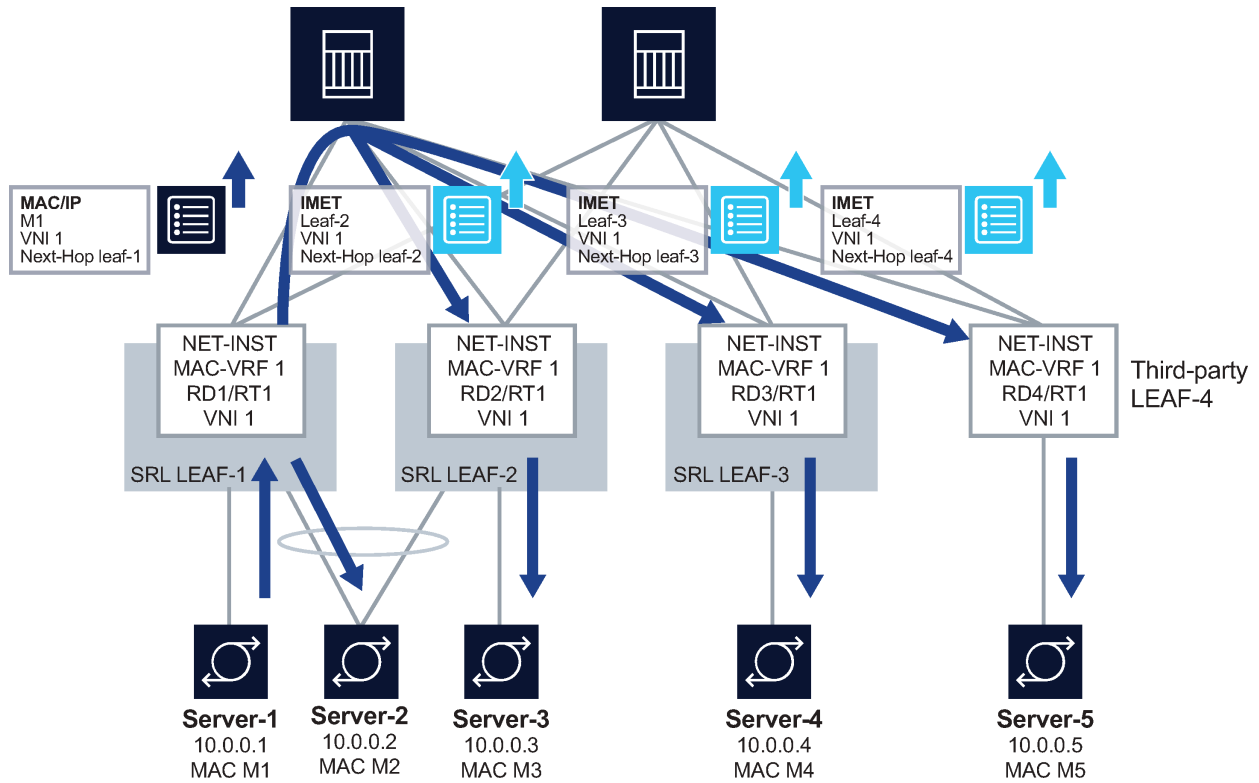 MAC/IP
M1
VNI 1
Next-Hop leaf-1
IMET
Leaf-2
VNI 1
Next-Hop leaf-2
IMET
Leaf-3
VNI 1
Next-Hop leaf-3
IMET
Leaf-4
VNI 1
Next-Hop leaf-4
NET-INST
MAC-VRF 1
RD1/RT1
VNI 1
SRL LEAF-1
NET-INST
MAC-VRF 1
RD2/RT1
VNI 1
SRL LEAF-2
NET-INST
MAC-VRF 1
RD3/RT1
VNI 1
SRL LEAF-3
NET-INST
MAC-VRF 1
RD4/RT1
VNI 1
Third-party
LEAF-4
Server-1
10.0.0.1
MAC M1
Server-2
10.0.0.2
MAC M2
Server-3
10.0.0.3
MAC M3
Server-4
10.0.0.4
MAC M4
Server-5
10.0.0.5
MAC M5